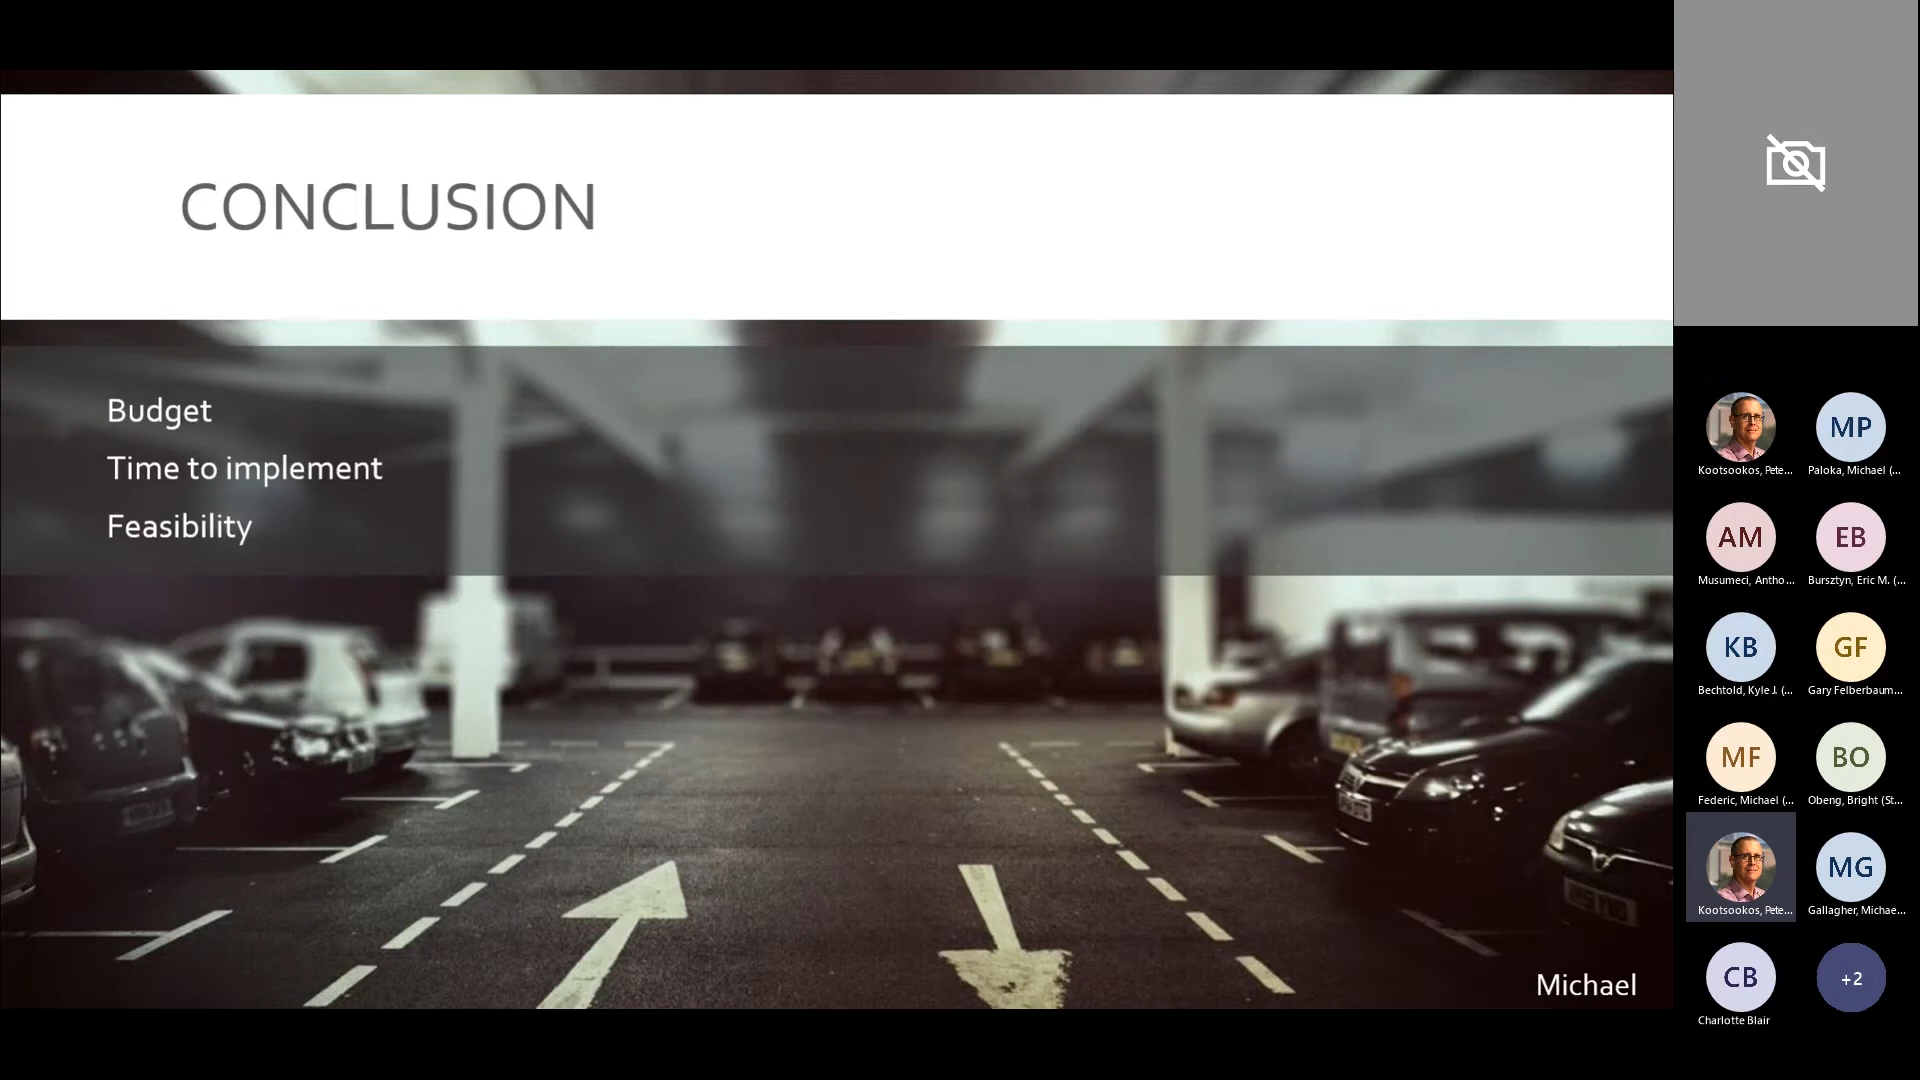 CONCLUSION
Budget
Time to implement
Feasibility
Michael
Kootsookos, Pete...
MP
Paloka, Michael (...
AM
Musumeci, Antho...
EB
Bursztyn, Eric M. (...
KB
Bechtold, Kyle J. (...
GF
Gary Felberbaum...
MF
Federic, Michael (...
BO
Obeng, Bright (St...
Kootsookos, Pete...
MG
Gallagher, Michae...
CB
Charlotte Blair
+2